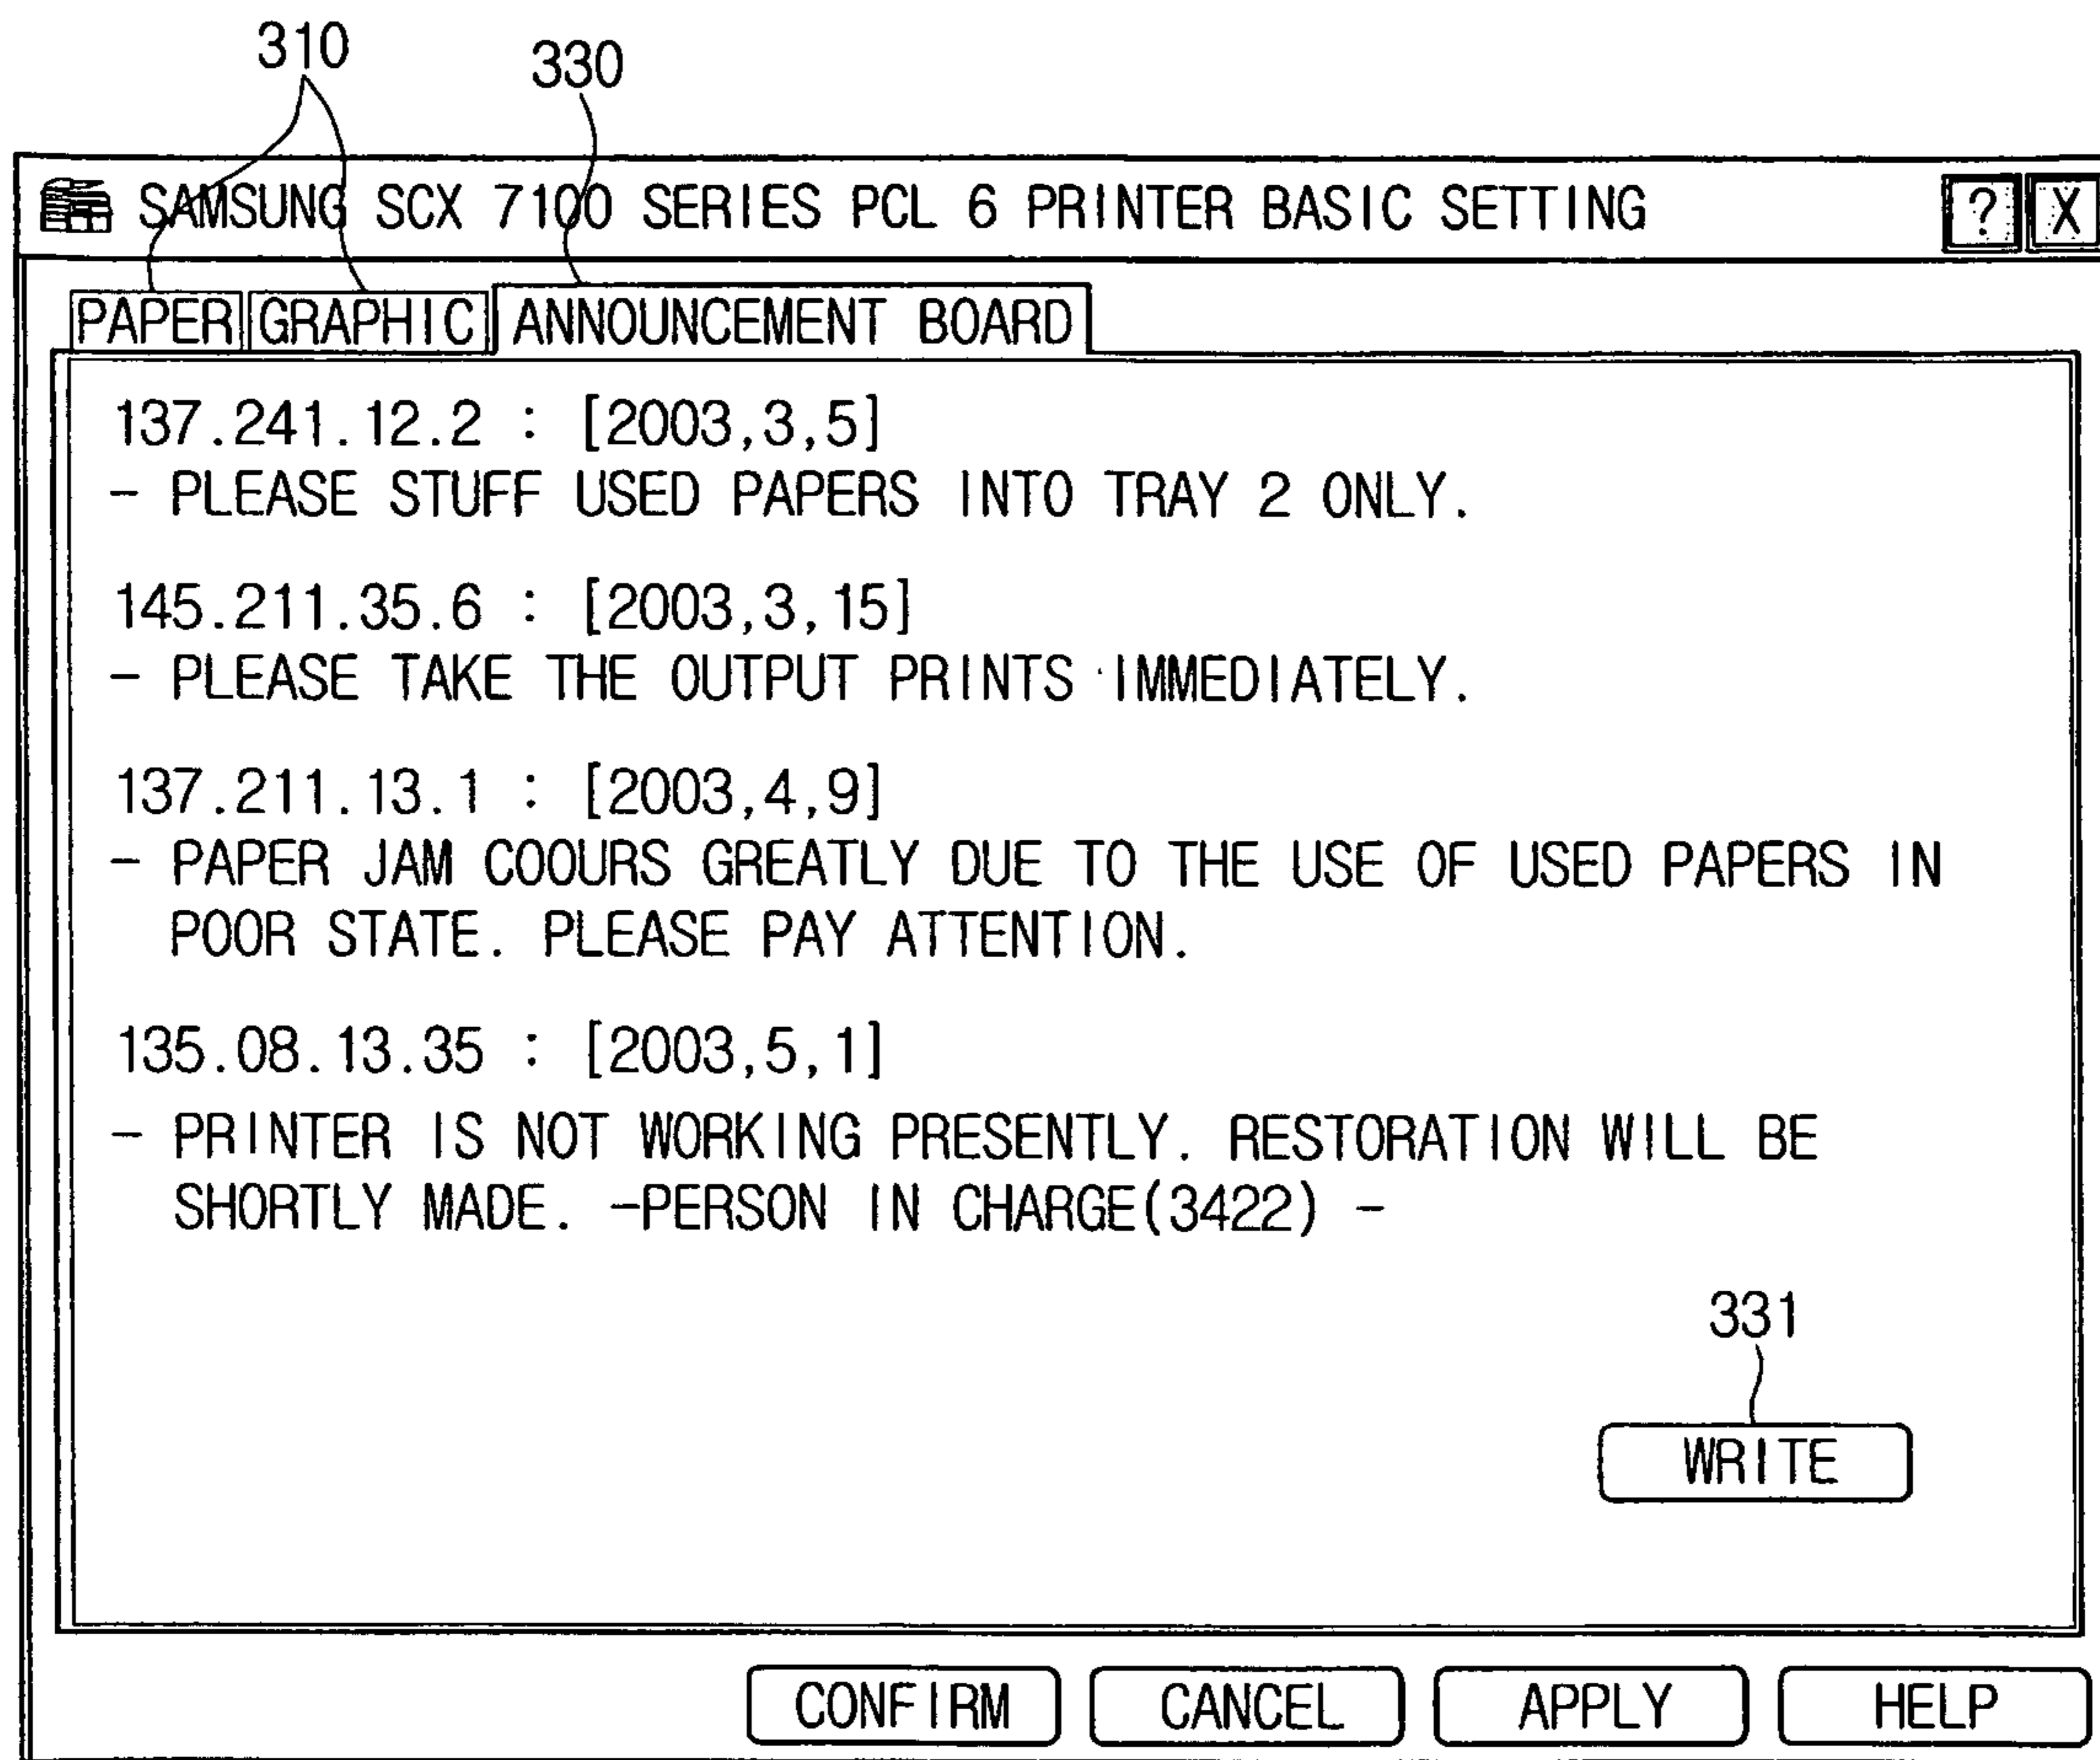 310
330
SAMSUNG SCX 7100 SERIES PCL 6 PRINTER BASIC SETTING ? X
PAPER GRAPHIC ANNOUNCEMENT BOARD
137.241.12.2 : [2003,3,5]
- PLEASE STUFF USED PAPERS INTO TRAY 2 ONLY.
145.211.35.6 : [2003,3,15]
- PLEASE TAKE THE OUTPUT PRINTS IMMEDIATELY.
137.211.13.1 : [2003,4,9]
- PAPER JAM COOURS GREATLY DUE TO THE USE OF USED PAPERS IN
POOR STATE. PLEASE PAY ATTENTION.
135.08.13.35 : [2003,5,1]
- PRINTER IS NOT WORKING PRESENTLY. RESTORATION WILL BE
SHORTLY MADE. -PERSON IN CHARGE(3422) -
331
WRITE
CONFIRM CANCEL APPLY HELP